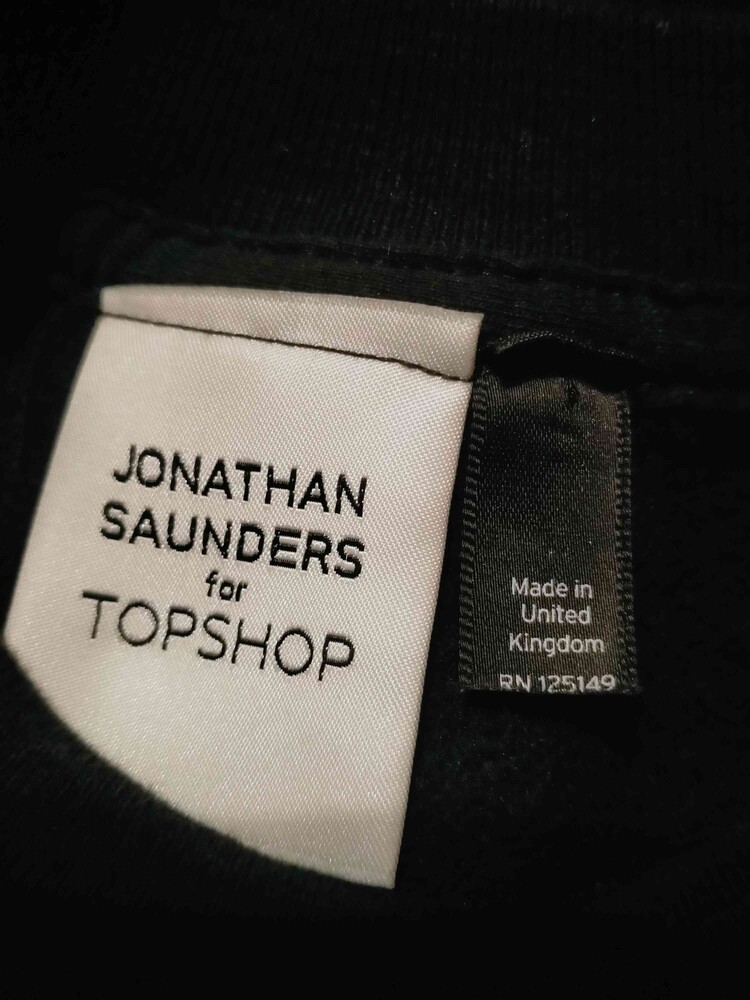 JONATHAN
SAUNDERS
for
TOPSHOP
Made in
United
Kingdom
RN 125149